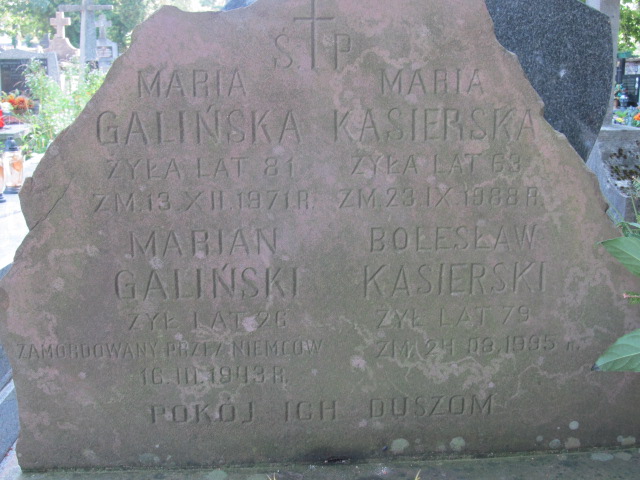 Ś P
MARIA
GALIŃSKA
ŻYŁA LAT 81
ZM. 13.XII.1971 R.
MARIA
KASIERSKA
ŻYŁA LAT 63
ZM. 23.IX.1988 R.
MARIAN
GALIŃSKI
ŻYŁ LAT 26
ZAMORDOWANY PRZEZ NIEMCÓW
16.III.1943 R.
BOLESŁAW
KASIERSKI
ŻYŁ LAT 79
ZM. 24.08.1995 R.
POKÓJ ICH DUSZOM